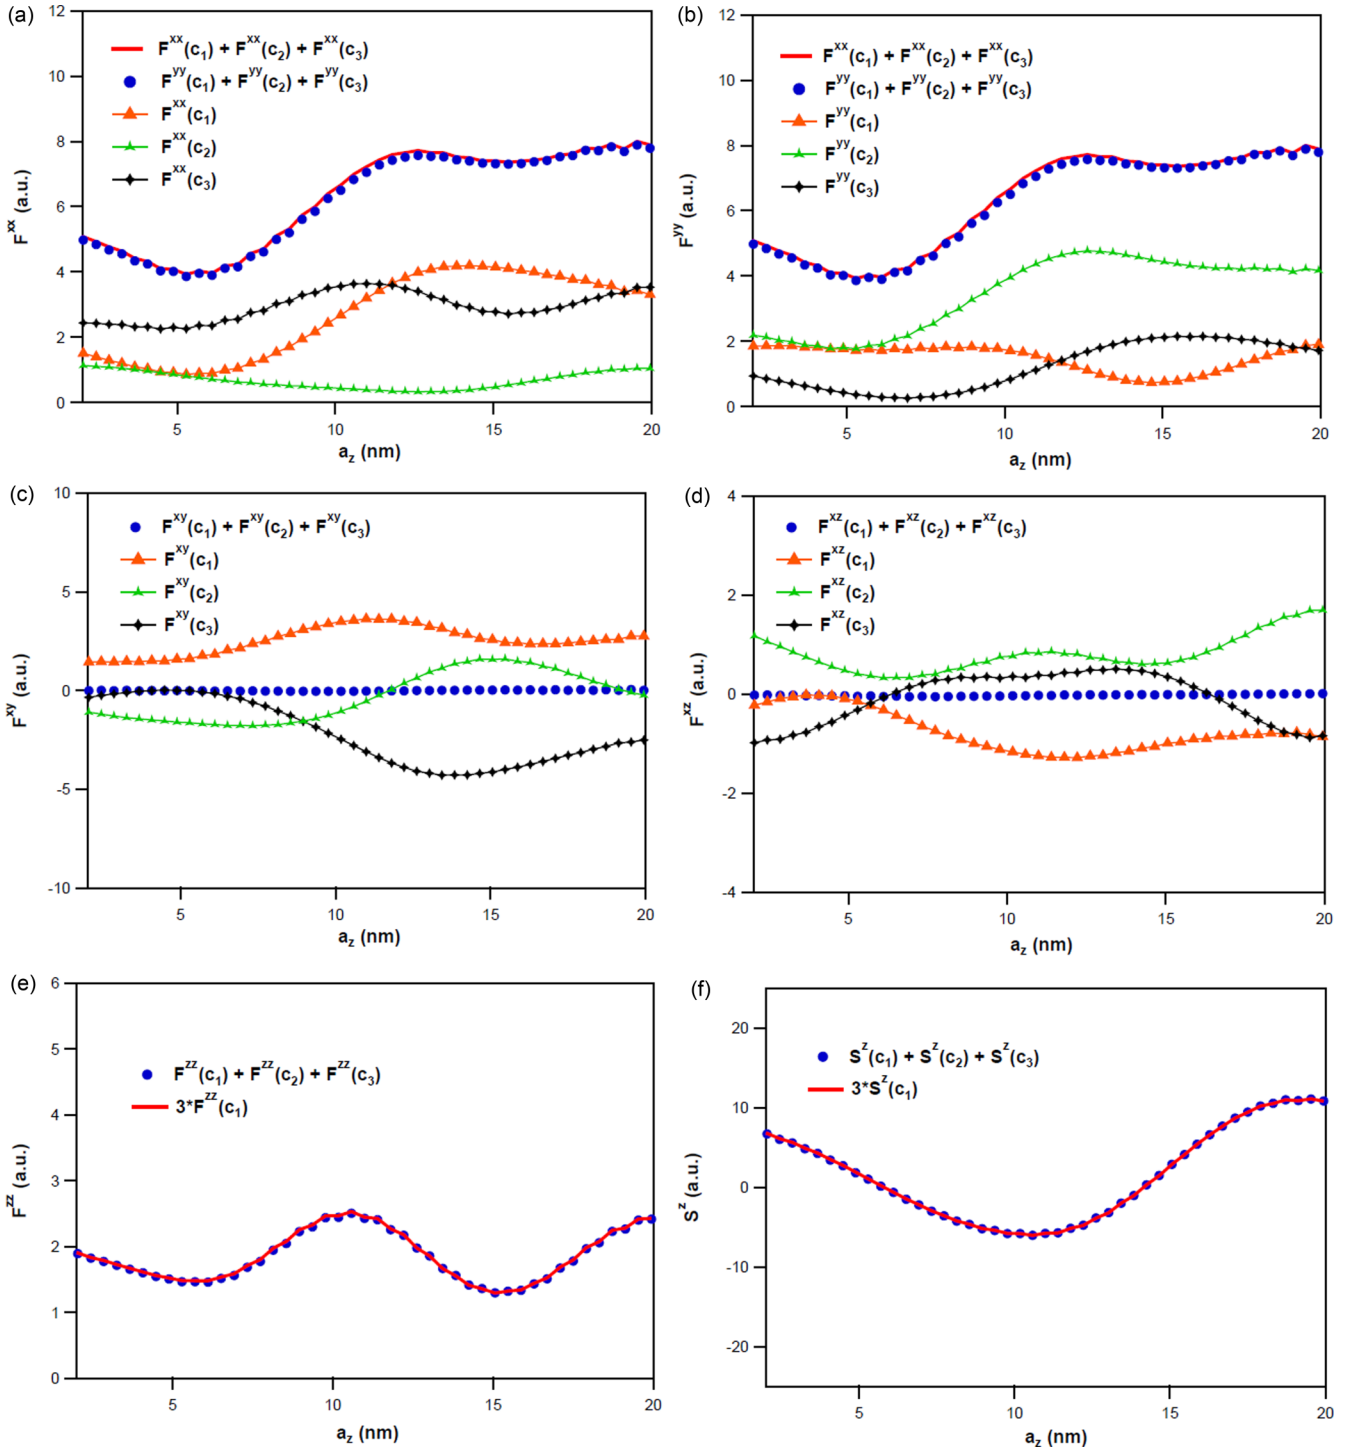 (a)
12
10
8
6
4
2
0
F^xx (a.u.)
F^xx(c₁) + F^xx(c₂) + F^xx(c₃)
F^yy(c₁) + F^yy(c₂) + F^yy(c₃)
F^xx(c₁)
F^xx(c₂)
F^xx(c₃)
5 10 15 20
a_z (nm)
(b)
12
10
8
6
4
2
0
F^yy (a.u.)
F^xx(c₁) + F^xx(c₂) + F^xx(c₃)
F^yy(c₁) + F^yy(c₂) + F^yy(c₃)
F^yy(c₁)
F^yy(c₂)
F^yy(c₃)
5 10 15 20
a_z (nm)
(c)
10
5
0
-5
-10
F^xy (a.u.)
F^xy(c₁) + F^xy(c₂) + F^xy(c₃)
F^xy(c₁)
F^xy(c₂)
F^xy(c₃)
5 10 15 20
a_z (nm)
(d)
4
2
0
-2
-4
F^xz (a.u.)
F^xz(c₁) + F^xz(c₂) + F^xz(c₃)
F^xz(c₁)
F^xz(c₂)
F^xz(c₃)
5 10 15 20
a_z (nm)
(e)
6
5
4
3
2
1
0
F^zz (a.u.)
F^zz(c₁) + F^zz(c₂) + F^zz(c₃)
3*F^zz(c₁)
5 10 15 20
a_z (nm)
(f)
20
10
0
-10
-20
S^z (a.u.)
S^z(c₁) + S^z(c₂) + S^z(c₃)
3*S^z(c₁)
5 10 15 20
a_z (nm)